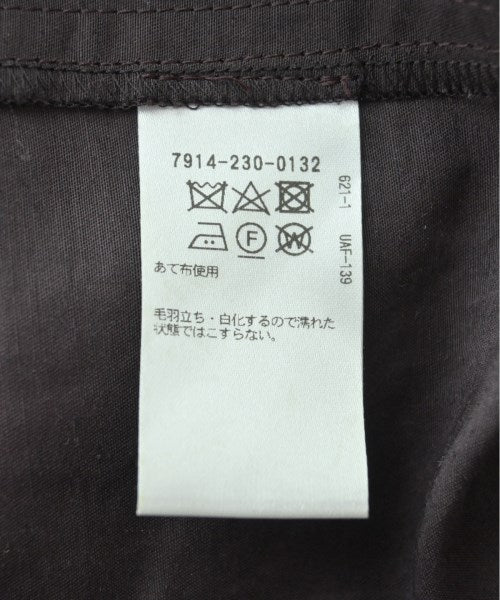 7914-230-0132
F
W
あて布使用
毛羽立ち・白化するので濡れた
状態ではこすらない。
621-1 UAF-139